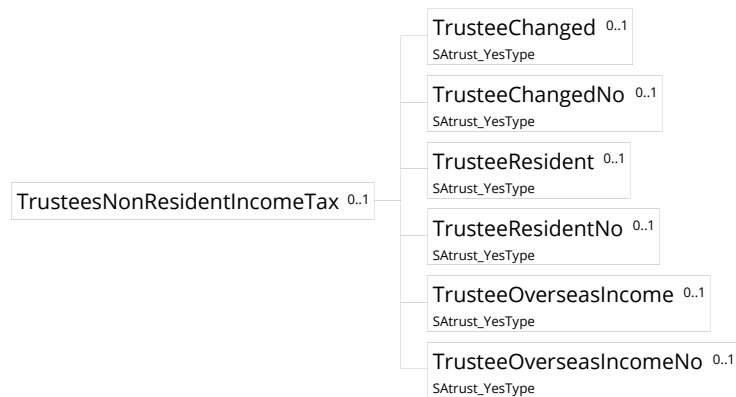 TrusteeChanged 0..1
SAtrust_YesType
TrusteeChangedNo 0..1
SAtrust_YesType
TrusteeResident 0..1
SAtrust_YesType
TrusteesNonResidentIncomeTax 0..1
TrusteeResidentNo 0..1
SAtrust_YesType
TrusteeOverseasIncome 0..1
SAtrust_YesType
TrusteeOverseasIncomeNo 0..1
SAtrust_YesType